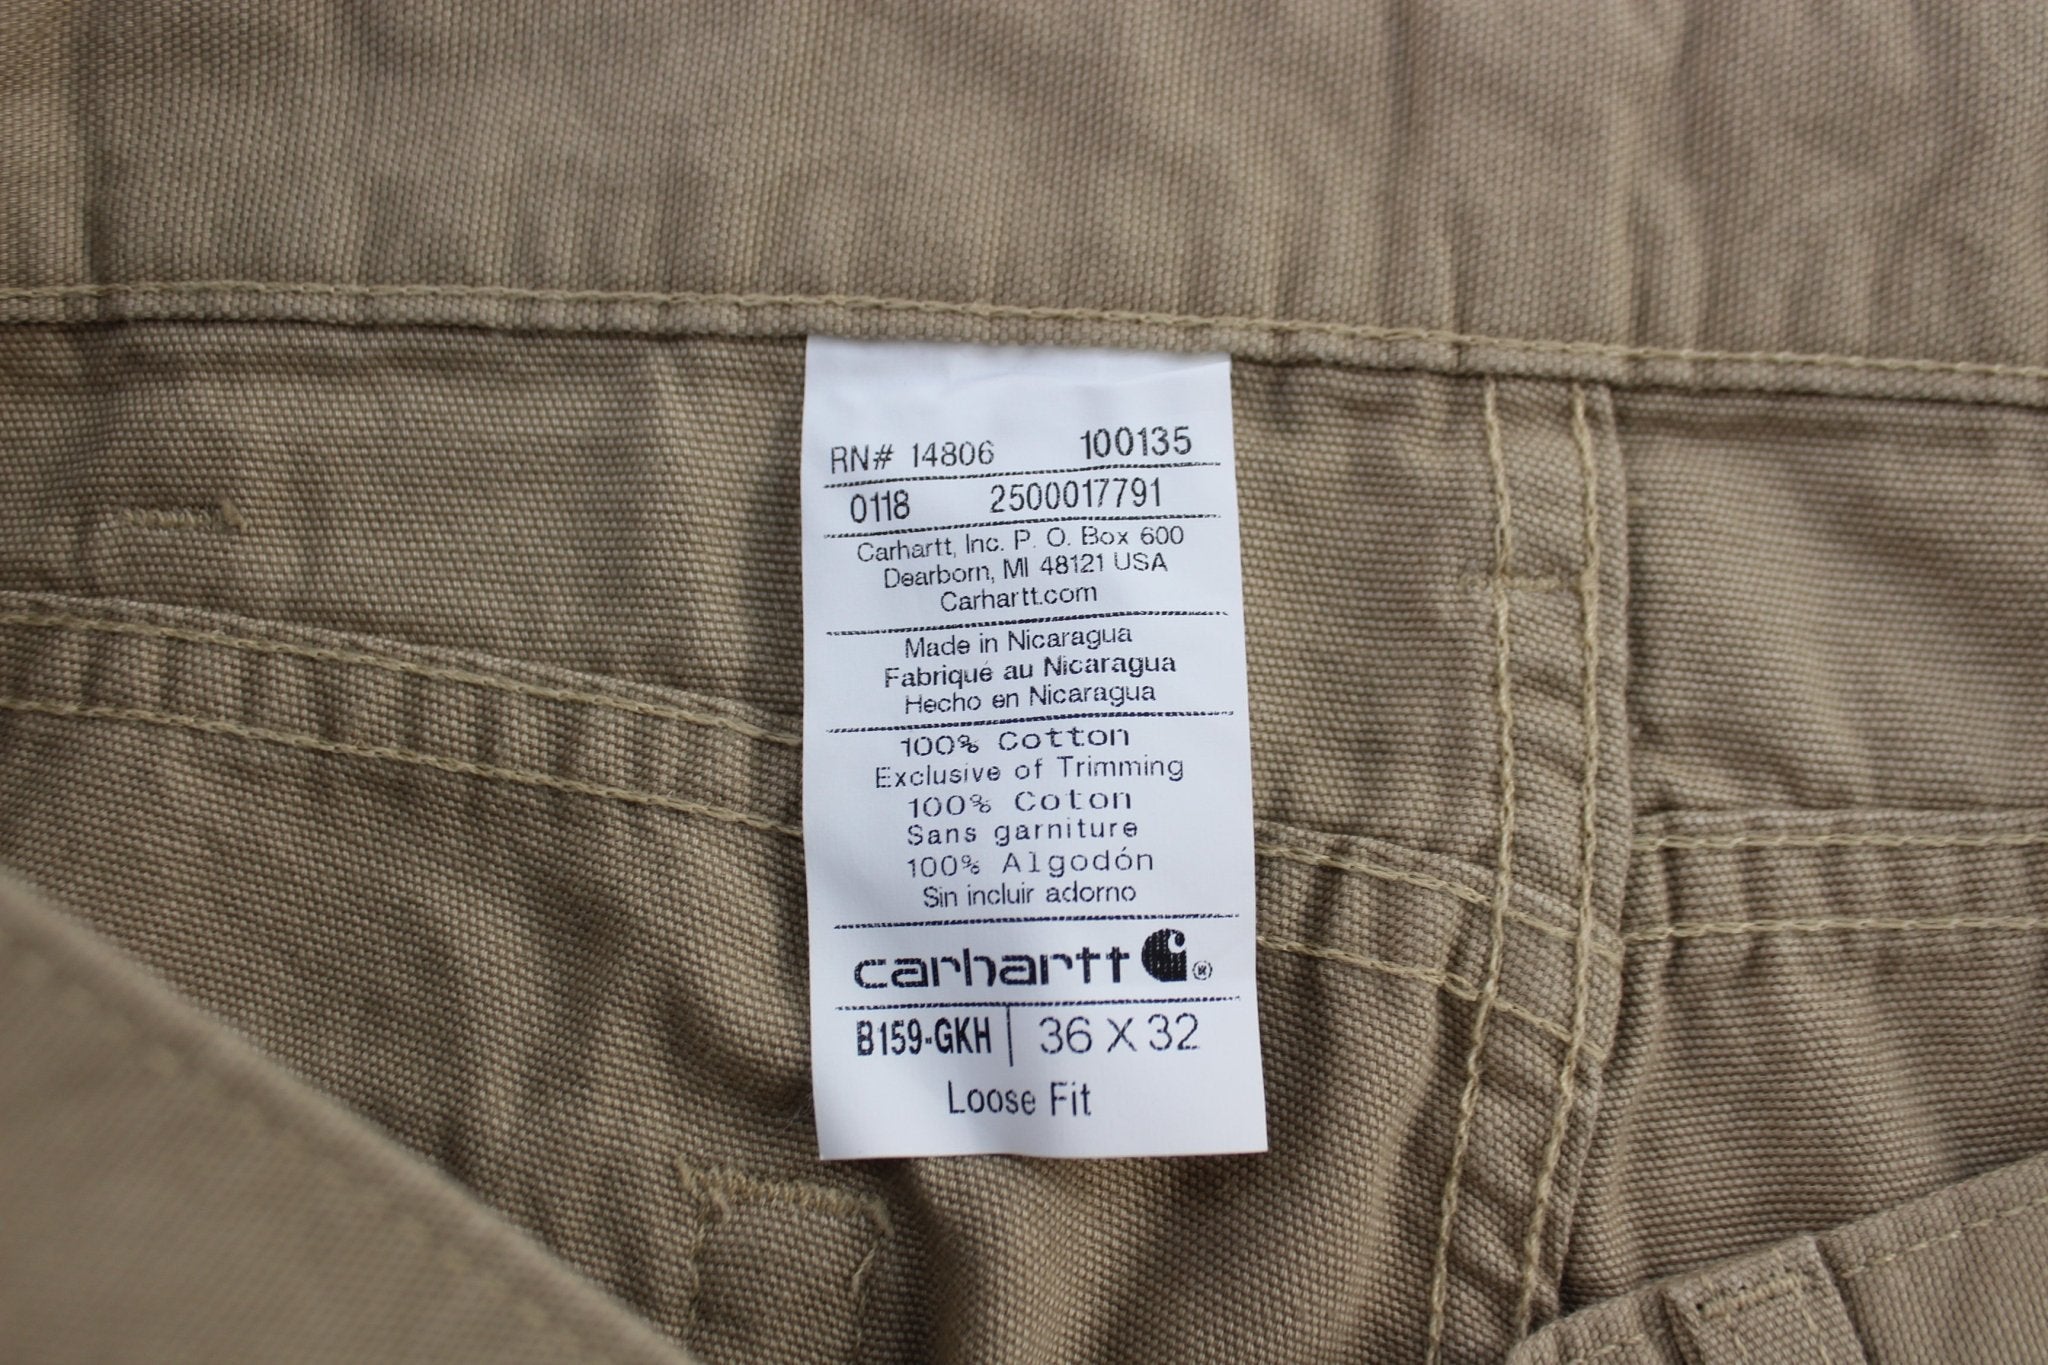 RN# 14806 100135
0118 2500017791
Carhartt, Inc. P. O. Box 600
Dearborn, MI 48121 USA
Carhartt.com
Made in Nicaragua
Fabriqué au Nicaragua
Hecho en Nicaragua
100% Cotton
Exclusive of Trimming
100% Coton
Sans garniture
100% Algodón
Sin incluir adorno
carhartt ®
B159-GKH | 36 X 32
Loose Fit